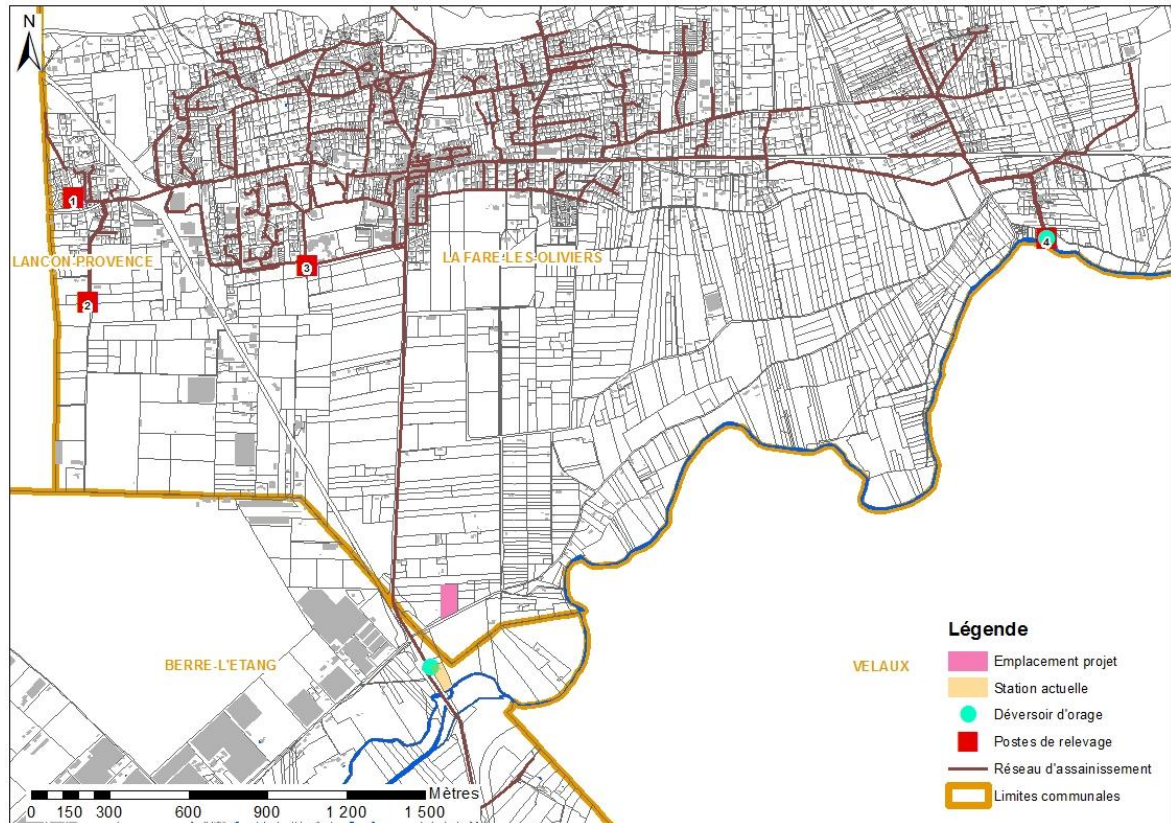 N
1
LANCON-PROVENCE
2
3
LA FARE-LES-OLIVIERS
4
BERRE-L'ETANG
VELAUX
Légende
Emplacement projet
Station actuelle
Déversoir d'orage
Postes de relevage
Réseau d'assainissement
Limites communales
Mètres
0 150 300 600 900 1 200 1 500